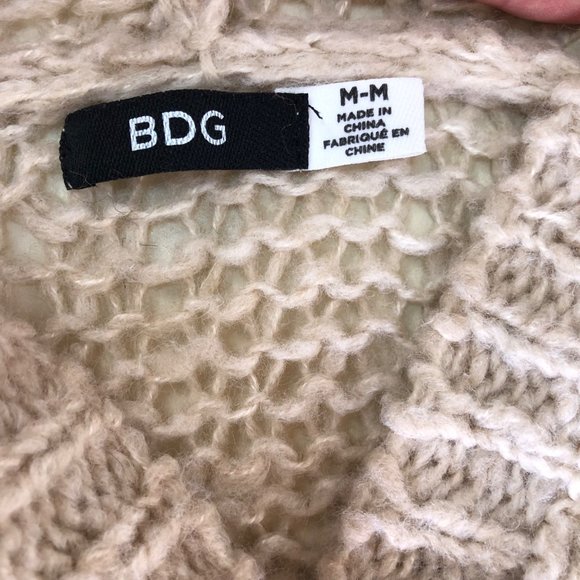 BDG
M-M
MADE IN
CHINA
FABRIQUÉ EN
CHINE